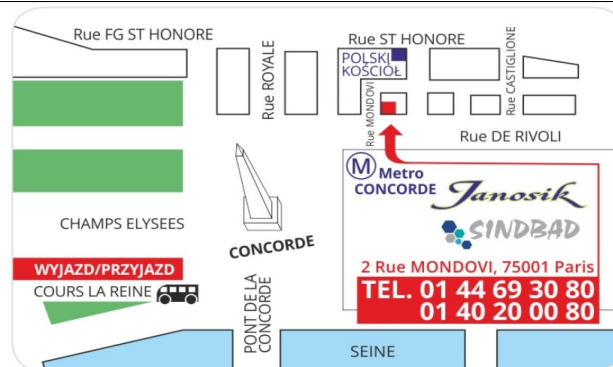 Rue FG ST HONORE
Rue ROYALE
Rue ST HONORE
POLSKI
KOŚCIÓŁ
Rue MONDOVI
Rue CASTIGLIONE
Rue DE RIVOLI
M Metro
CONCORDE
Janosik
SINDBAD
CHAMPS ELYSEES
CONCORDE
WYJAZD/PRZYJAZD
COURS LA REINE
PONT DE LA
CONCORDE
2 Rue MONDOVI, 75001 Paris
TEL. 01 44 69 30 80
01 40 20 00 80
SEINE